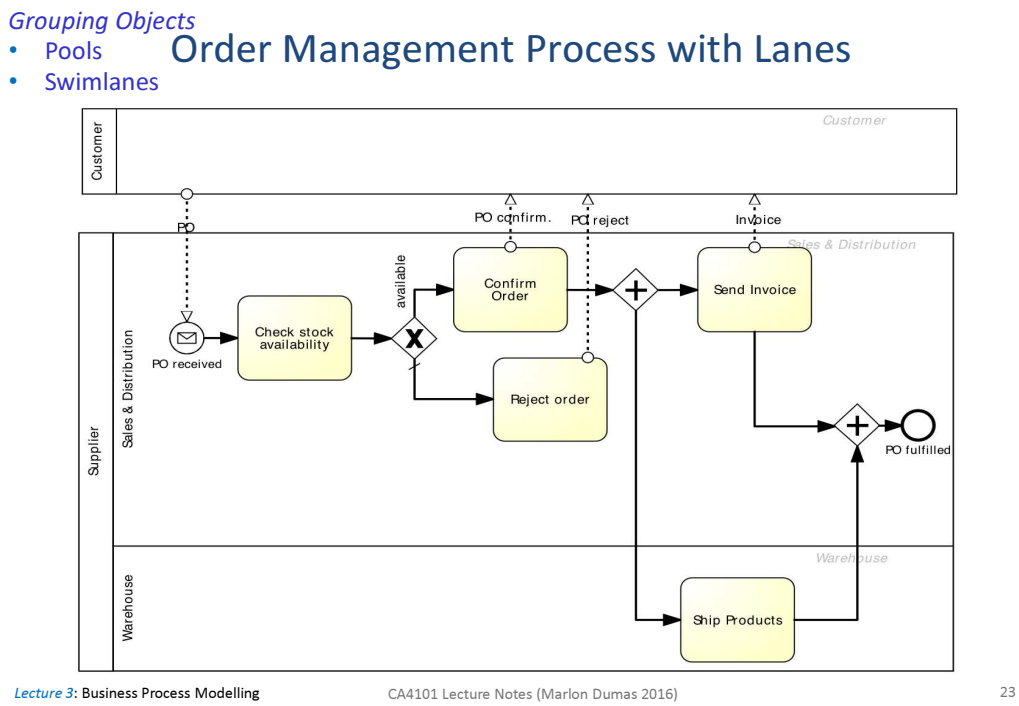 Grouping Objects
• Pools
• Swimlanes
Order Management Process with Lanes
Customer
Customer
PO
PO confirm.
PO reject
Invoice
Supplier
Sales & Distribution
Sales & Distribution
PO received
Check stock
availability
X
available
Confirm
Order
Reject order
+
Send Invoice
+
PO fulfilled
Warehouse
Warehouse
Ship Products
Lecture 3: Business Process Modelling
CA4101 Lecture Notes (Marlon Dumas 2016)
23